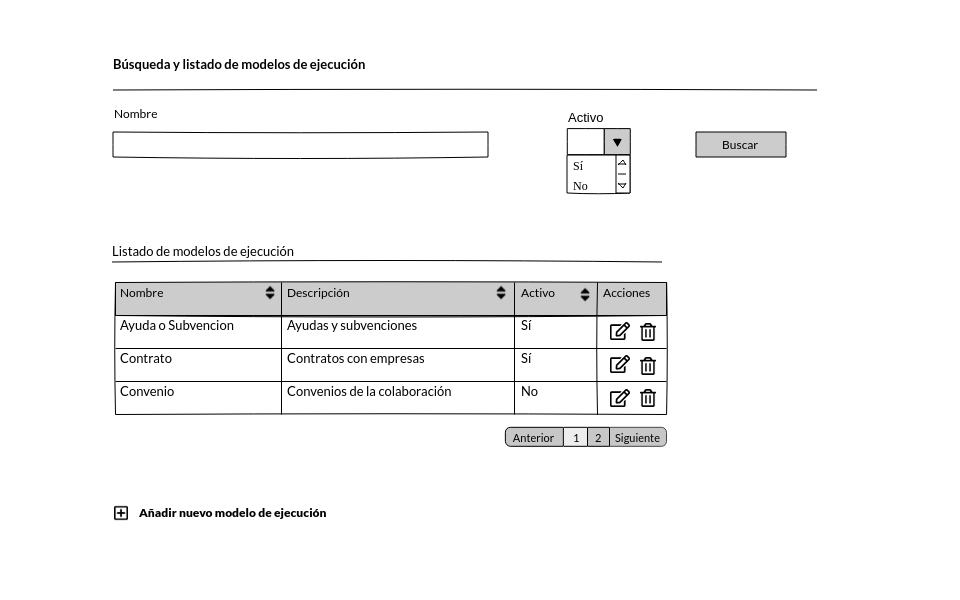 Búsqueda y listado de modelos de ejecución
Nombre
Activo
Buscar
Sí
No
Listado de modelos de ejecución
Nombre Descripción Activo Acciones
Ayuda o Subvencion Ayudas y subvenciones Sí
Contrato Contratos con empresas Sí
Convenio Convenios de la colaboración No
Anterior 1 2 Siguiente
Añadir nuevo modelo de ejecución